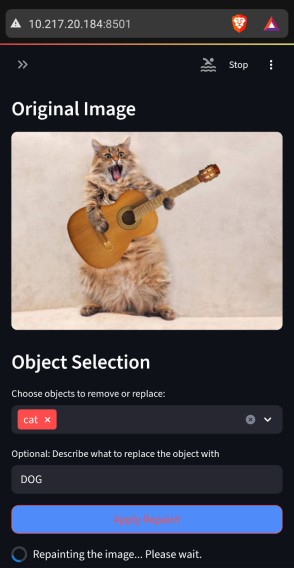 10.217.20.184:8501
Stop
Original Image
Object Selection
Choose objects to remove or replace:
cat ×
Optional: Describe what to replace the object with
DOG
Apply Repaint
Repainting the image... Please wait.